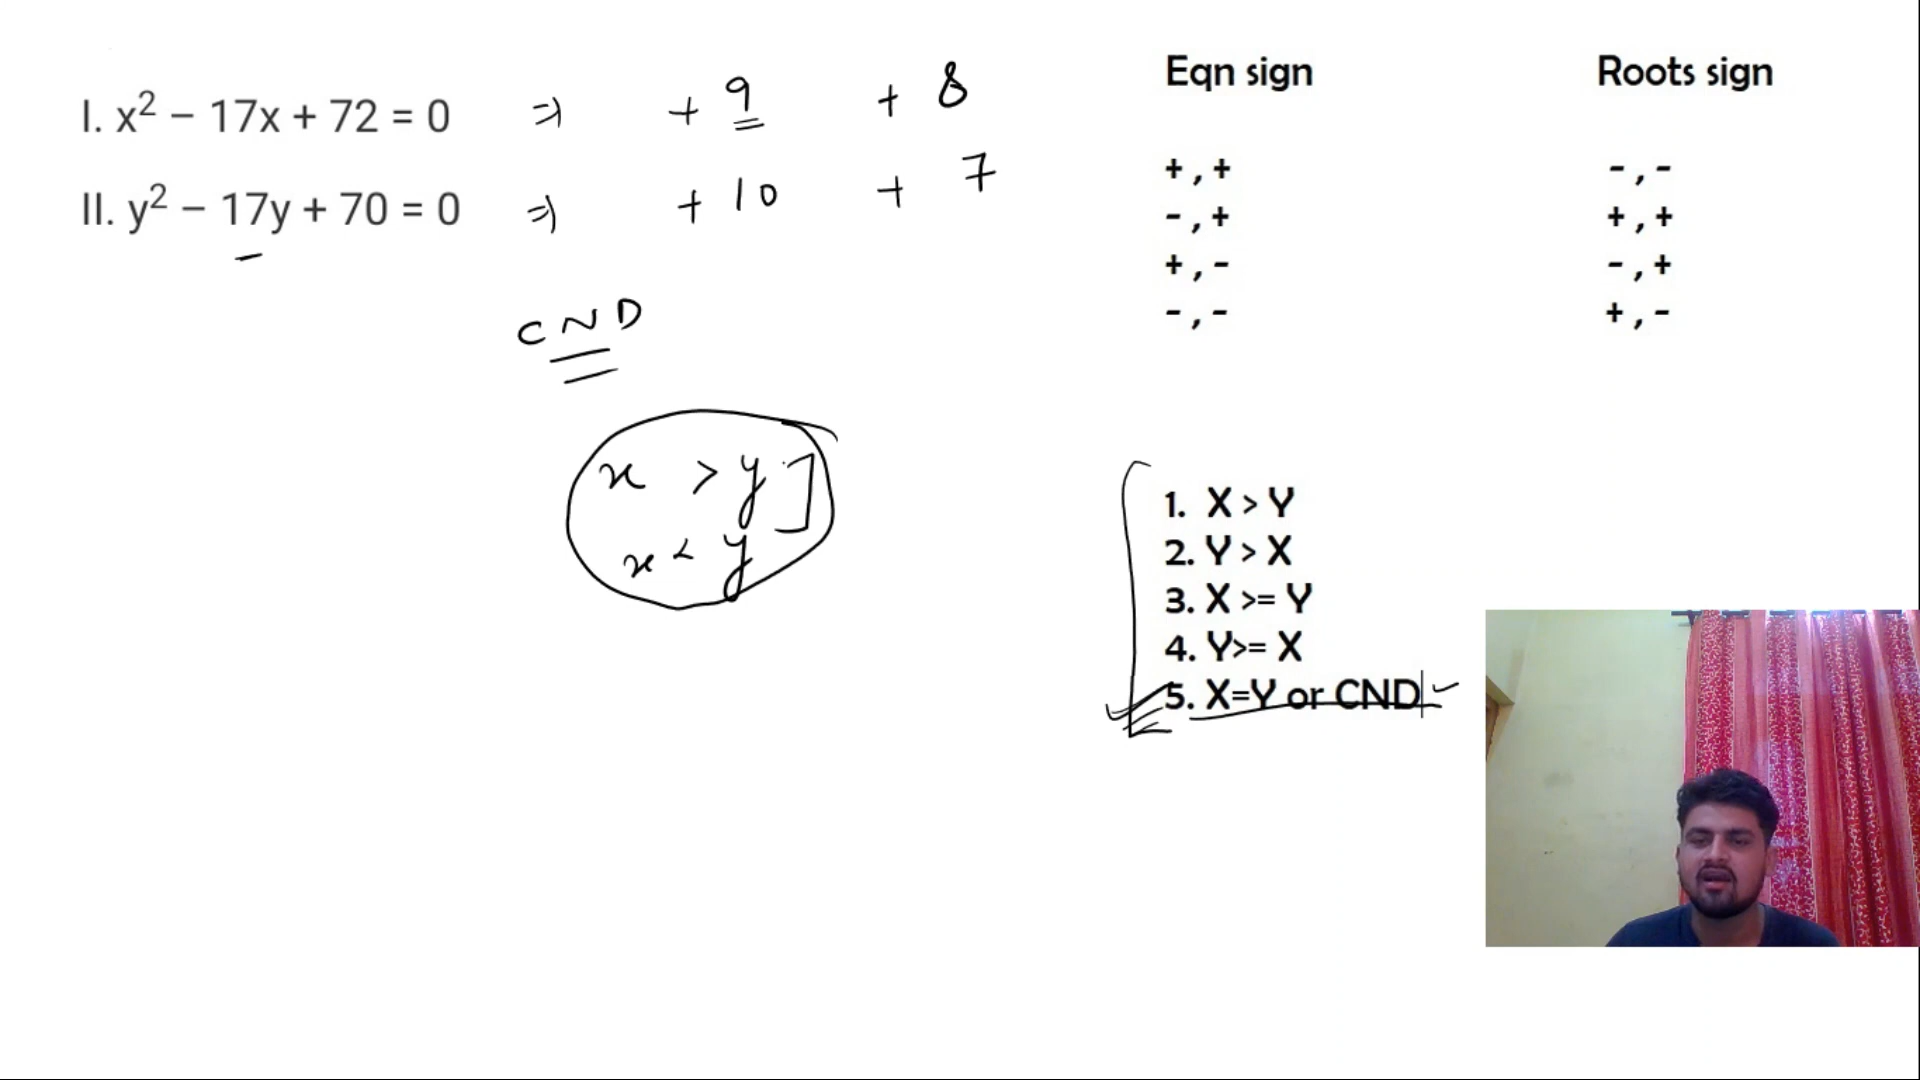 I. x² − 17x + 72 = 0 ⇒ + 9 + 8
II. y² − 17y + 70 = 0 ⇒ + 10 + 7
CND
x > y
x < y
Eqn sign Roots sign
+ , + - , -
- , + + , +
+ , - - , +
- , - + , -
1. X > Y
2. Y > X
3. X >= Y
4. Y>= X
5. X=Y or CND